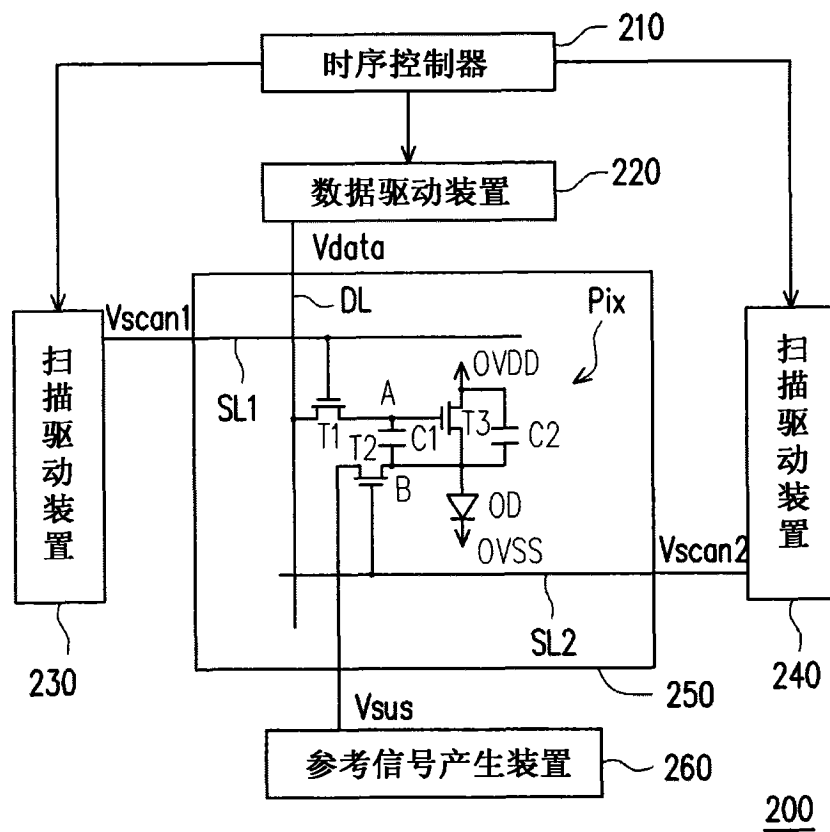 210
时序控制器
数据驱动装置
220
Vdata
Vscan1
DL
Pix
扫描驱动装置
SL1
OVDD
A
T1
T2
C1
T3
C2
B
OD
OVSS
扫描驱动装置
Vscan2
SL2
230
240
250
Vsus
参考信号产生装置
260
200